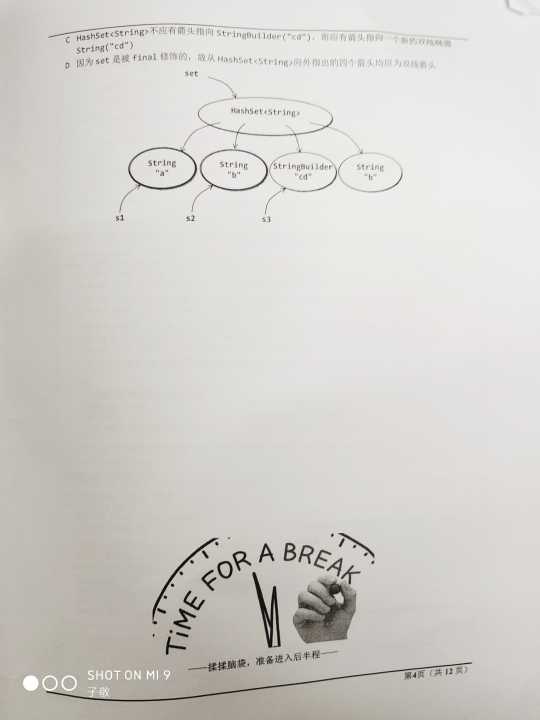 C HashSet<String>不应有箭头指向 StringBuilder("cd")，而应有箭头指向一个新的双线椭圆
String("cd")
D 因为 set 是被 final 修饰的，故从 HashSet<String>向外指出的四个箭头均应为双线箭头
set
HashSet<String>
String String StringBuilder String
"a" "b" "cd" "b"
s1 s2 s3
TIME FOR A BREAK
——揉揉脑袋，准备进入后半程——
第4页（共 12 页）
SHOT ON MI 9
子敬